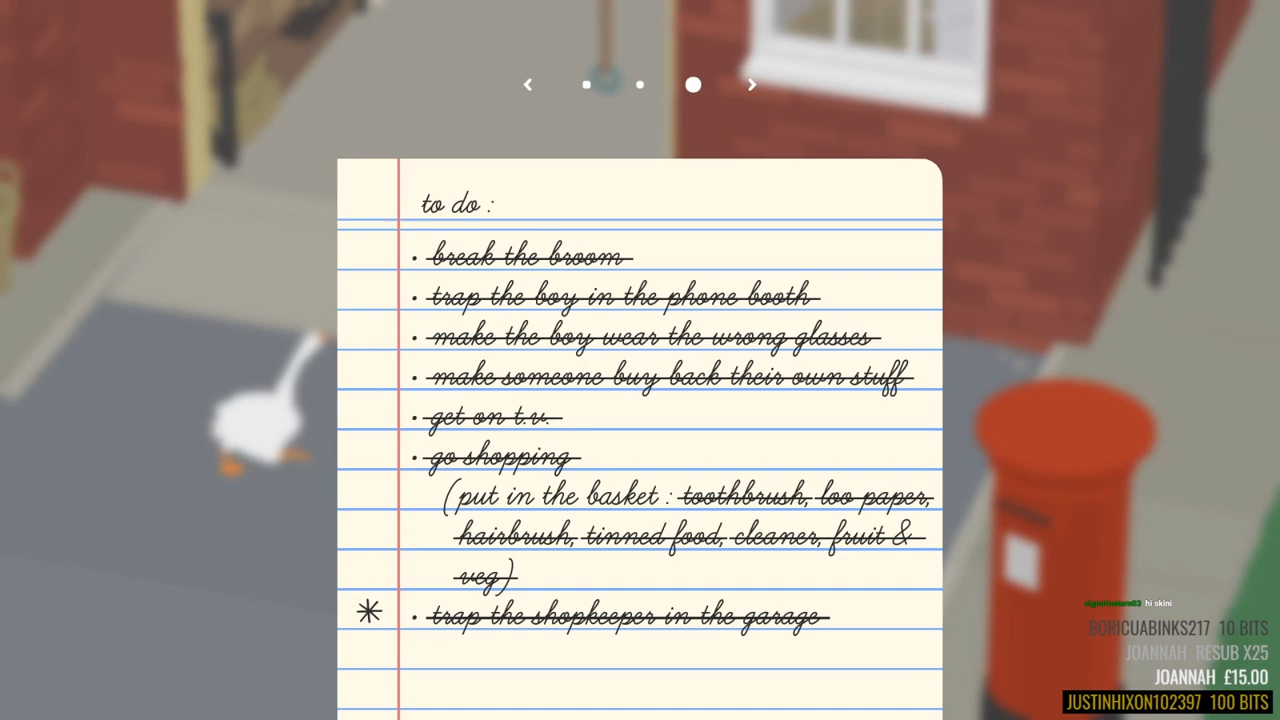 to do :
• break the broom
• trap the boy in the phone booth
• make the boy wear the wrong glasses
• make someone buy back their own stuff
• get on t.v.
• go shopping
(put in the basket : toothbrush, loo paper,
hairbrush, tinned food, cleaner, fruit &
veg)
• trap the shopkeeper in the garage
hi skini
BORICUABINKS217 10 BITS
JOANNAH RESUB X25
JOANNAH £15.00
JUSTINHIXON102397 100 BITS